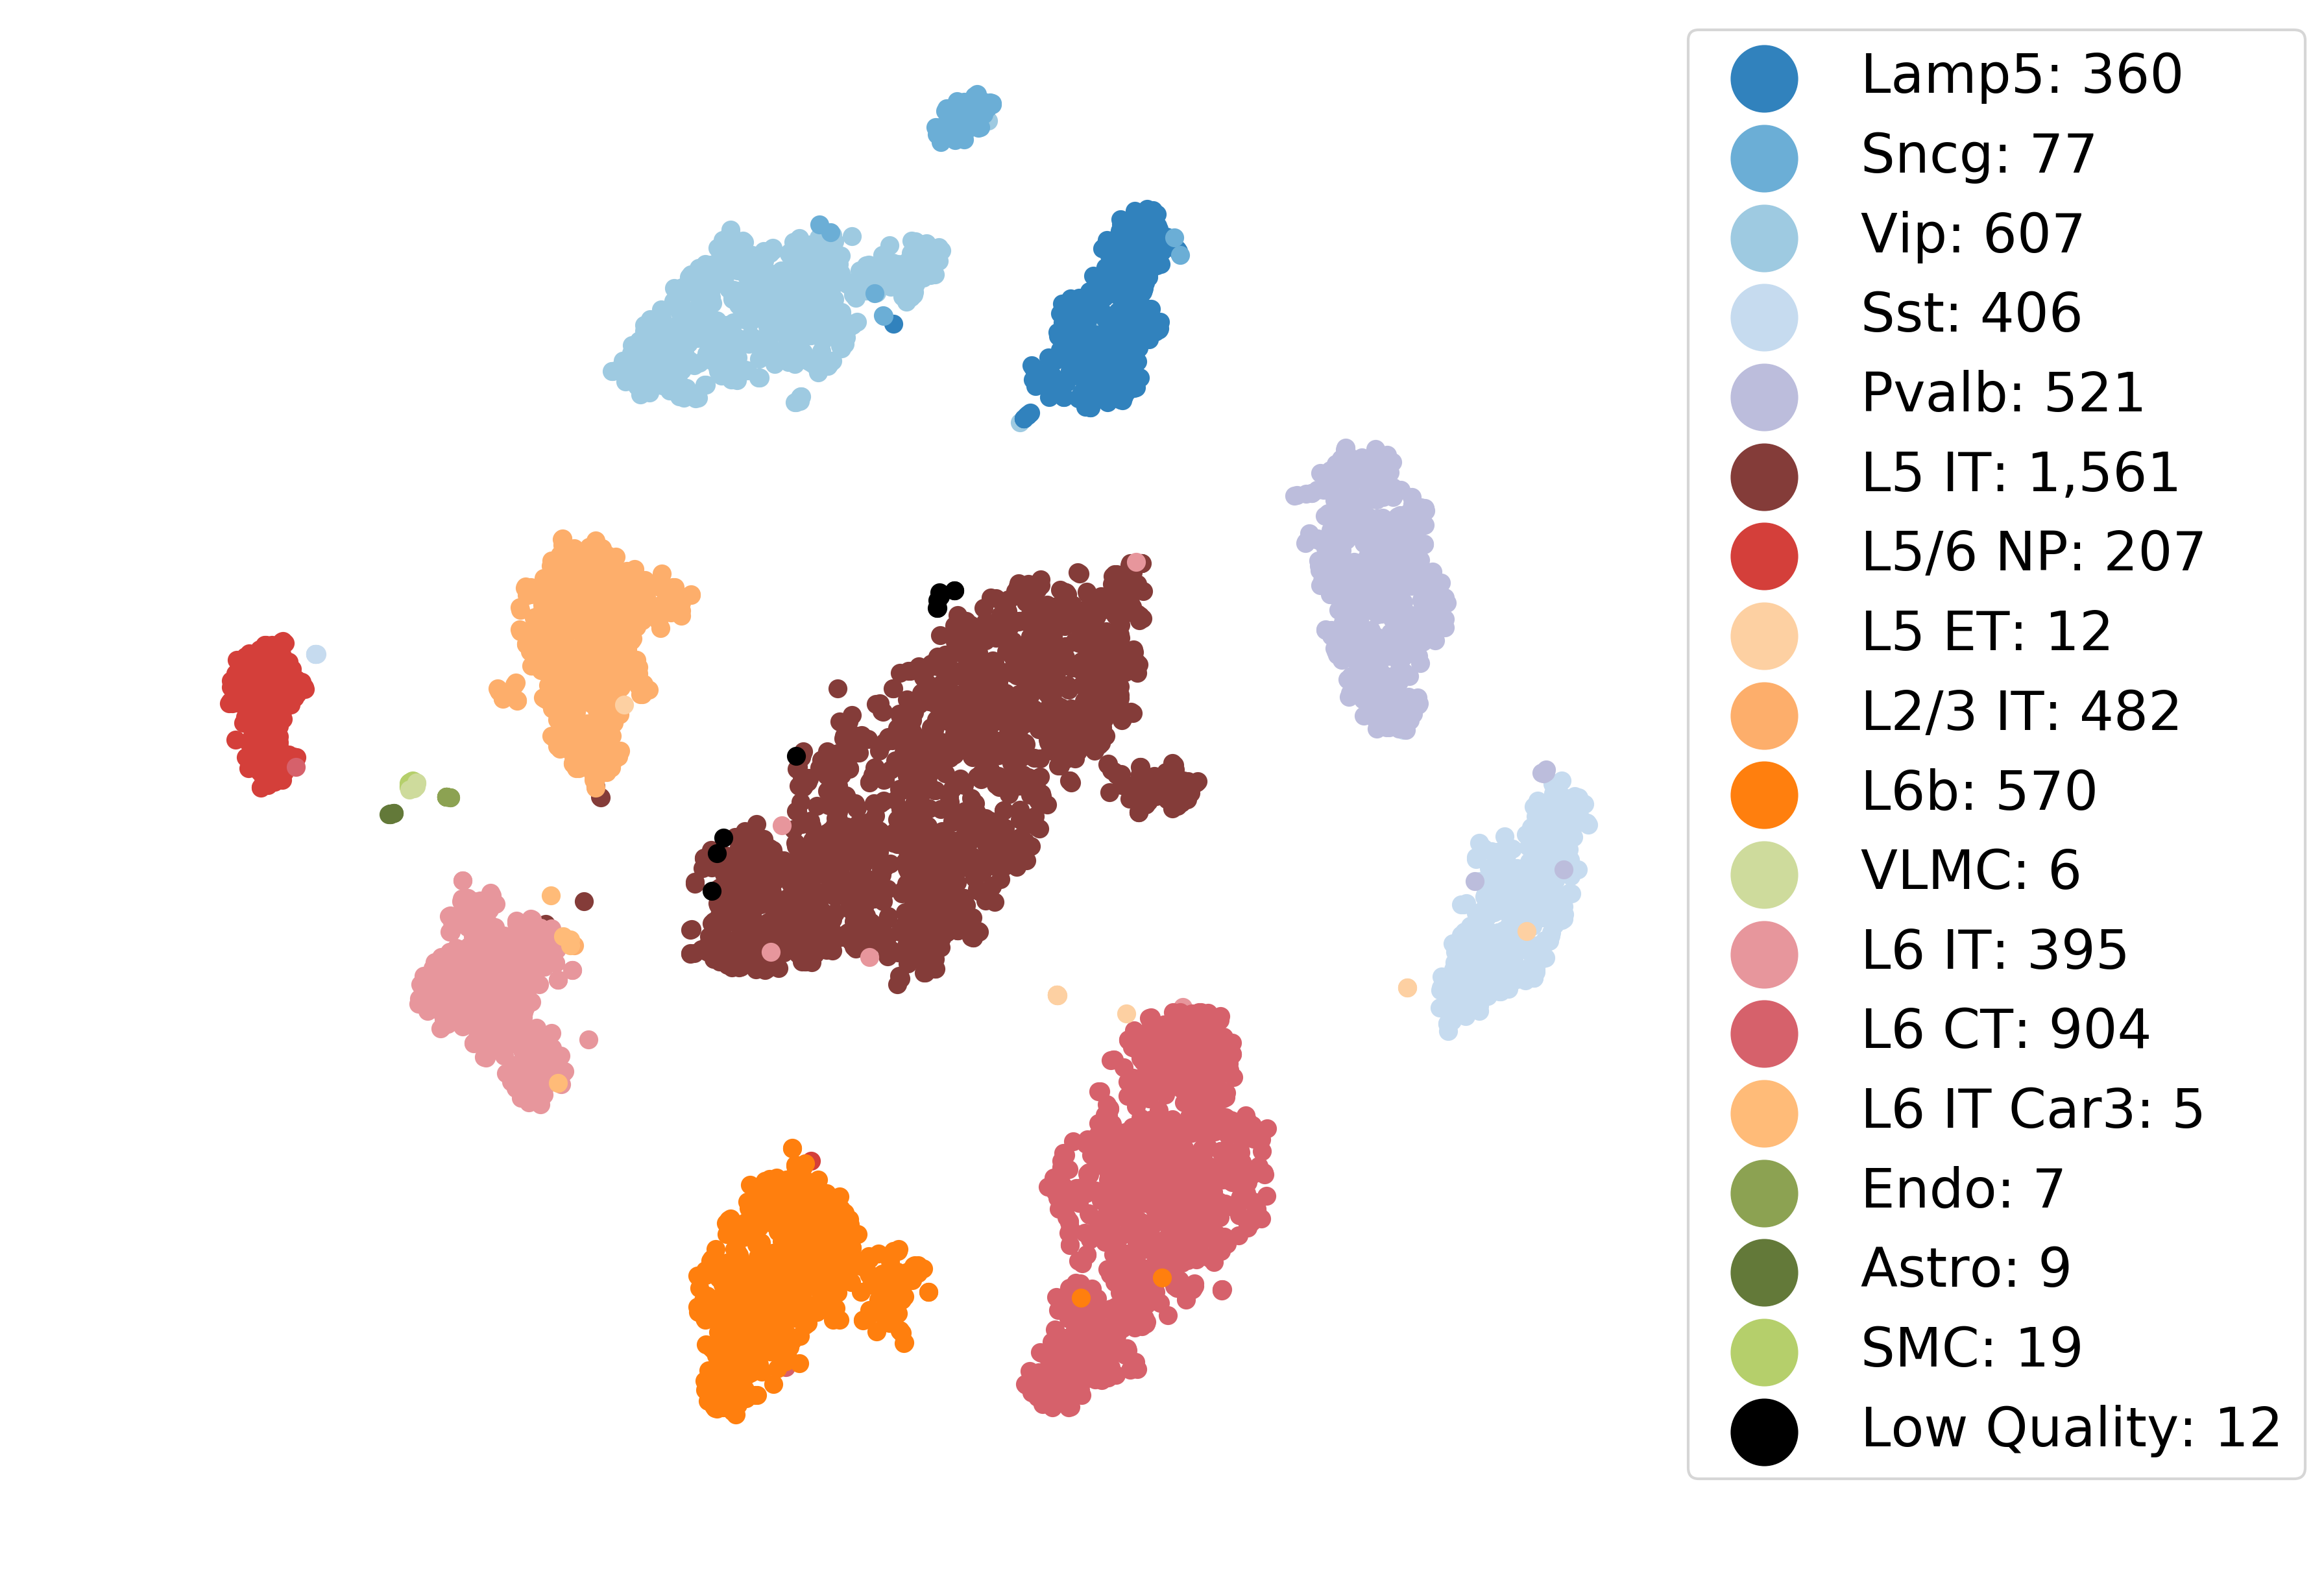 Lamp5: 360
Sncg: 77
Vip: 607
Sst: 406
Pvalb: 521
L5 IT: 1,561
L5/6 NP: 207
L5 ET: 12
L2/3 IT: 482
L6b: 570
VLMC: 6
L6 IT: 395
L6 CT: 904
L6 IT Car3: 5
Endo: 7
Astro: 9
SMC: 19
Low Quality: 12